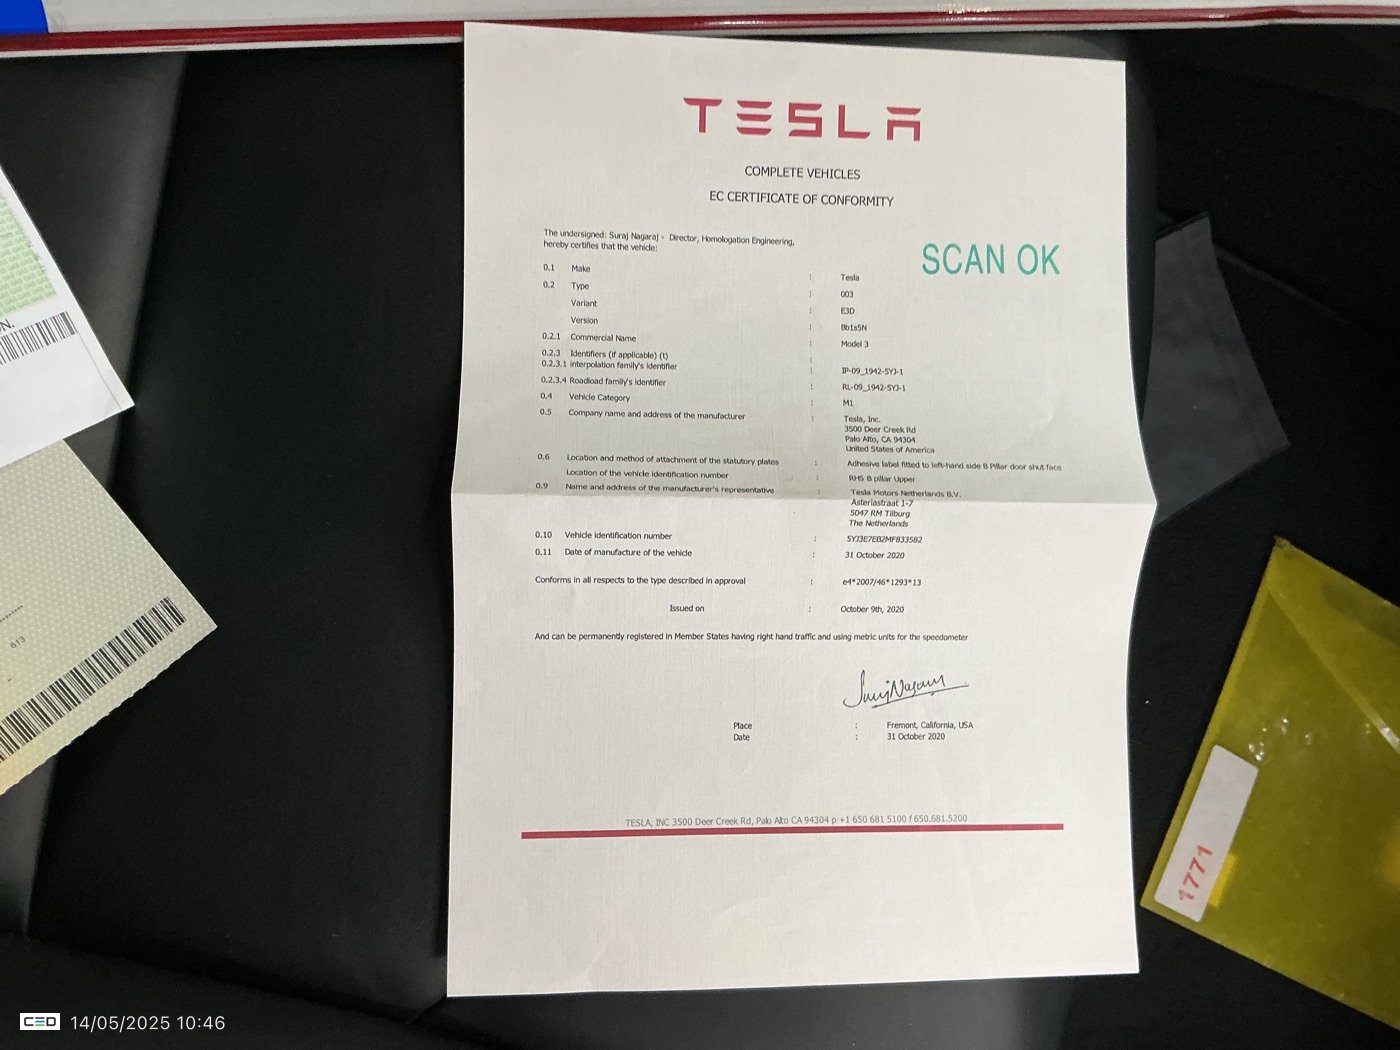 TESLA
COMPLETE VEHICLES
EC CERTIFICATE OF CONFORMITY
The undersigned: Suraj Nagaraj - Director, Homologation Engineering,
hereby certifies that the vehicle:
SCAN OK
0.1 Make : Tesla
0.2 Type : 003
Variant : E3D
Version : Bb1s5N
0.2.1 Commercial Name : Model 3
0.2.3 Identifiers (if applicable) (t) :
0.2.3.1 Interpolation family's identifier : IP-09_1942-5YJ-1
0.2.3.4 Roadload family's identifier : RL-09_1942-5YJ-1
0.4 Vehicle Category : M1
0.5 Company name and address of the manufacturer : Tesla, Inc.
3500 Deer Creek Rd
Palo Alto, CA 94304
United States of America
0.6 Location and method of attachment of the statutory plates : Adhesive label fitted to left-hand side B Pillar door shut face
Location of the vehicle identification number : RHS B pillar Upper
0.9 Name and address of the manufacturer's representative : Tesla Motors Netherlands B.V.
Asteriastraat 1-7
5047 RM Tilburg
The Netherlands
0.10 Vehicle identification number : 5YJ3E7EB2MF833582
0.11 Date of manufacture of the vehicle : 31 October 2020
Conforms in all respects to the type described in approval : e4*2007/46*1293*13
Issued on : October 9th, 2020
And can be permanently registered in Member States having right hand traffic and using metric units for the speedometer
Place : Fremont, California, USA
Date : 31 October 2020
TESLA, INC 3500 Deer Creek Rd, Palo Alto CA 94304 p +1 650 681 5100 f 650.681.5200
N.
613
1771
CED 14/05/2025 10:46